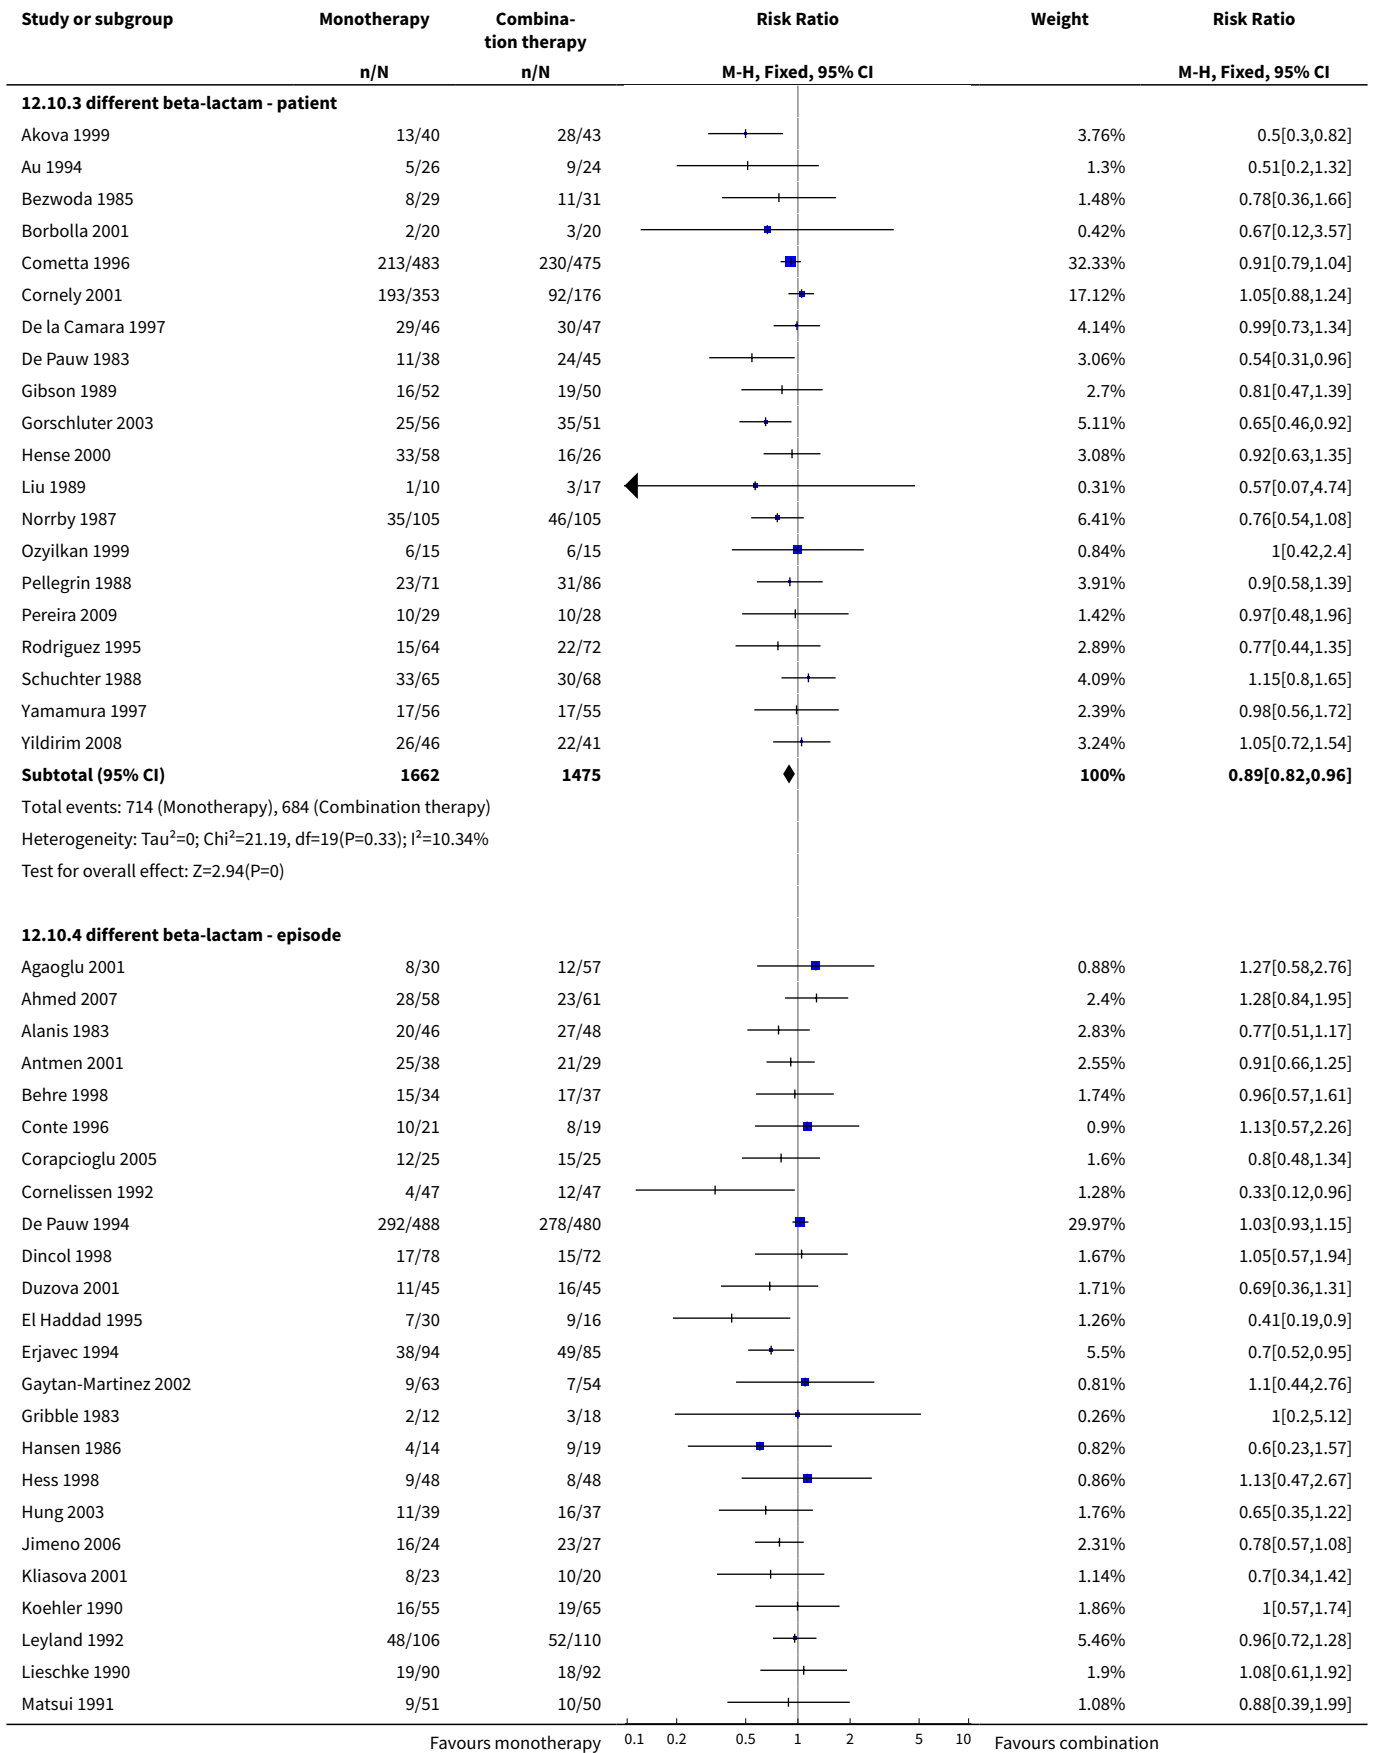 Study or subgroup Monotherapy Combina- Risk Ratio Weight Risk Ratio
tion therapy
n/N n/N M-H, Fixed, 95% CI M-H, Fixed, 95% CI
12.10.3 different beta-lactam - patient
Akova 1999 13/40 28/43 3.76% 0.5[0.3,0.82]
Au 1994 5/26 9/24 1.3% 0.51[0.2,1.32]
Bezwoda 1985 8/29 11/31 1.48% 0.78[0.36,1.66]
Borbolla 2001 2/20 3/20 0.42% 0.67[0.12,3.57]
Cometta 1996 213/483 230/475 32.33% 0.91[0.79,1.04]
Cornely 2001 193/353 92/176 17.12% 1.05[0.88,1.24]
De la Camara 1997 29/46 30/47 4.14% 0.99[0.73,1.34]
De Pauw 1983 11/38 24/45 3.06% 0.54[0.31,0.96]
Gibson 1989 16/52 19/50 2.7% 0.81[0.47,1.39]
Gorschluter 2003 25/56 35/51 5.11% 0.65[0.46,0.92]
Hense 2000 33/58 16/26 3.08% 0.92[0.63,1.35]
Liu 1989 1/10 3/17 0.31% 0.57[0.07,4.74]
Norrby 1987 35/105 46/105 6.41% 0.76[0.54,1.08]
Ozyilkan 1999 6/15 6/15 0.84% 1[0.42,2.4]
Pellegrin 1988 23/71 31/86 3.91% 0.9[0.58,1.39]
Pereira 2009 10/29 10/28 1.42% 0.97[0.48,1.96]
Rodriguez 1995 15/64 22/72 2.89% 0.77[0.44,1.35]
Schuchter 1988 33/65 30/68 4.09% 1.15[0.8,1.65]
Yamamura 1997 17/56 17/55 2.39% 0.98[0.56,1.72]
Yildirim 2008 26/46 22/41 3.24% 1.05[0.72,1.54]
Subtotal (95% CI) 1662 1475 100% 0.89[0.82,0.96]
Total events: 714 (Monotherapy), 684 (Combination therapy)
Heterogeneity: Tau²=0; Chi²=21.19, df=19(P=0.33); I²=10.34%
Test for overall effect: Z=2.94(P=0)
12.10.4 different beta-lactam - episode
Agaoglu 2001 8/30 12/57 0.88% 1.27[0.58,2.76]
Ahmed 2007 28/58 23/61 2.4% 1.28[0.84,1.95]
Alanis 1983 20/46 27/48 2.83% 0.77[0.51,1.17]
Antmen 2001 25/38 21/29 2.55% 0.91[0.66,1.25]
Behre 1998 15/34 17/37 1.74% 0.96[0.57,1.61]
Conte 1996 10/21 8/19 0.9% 1.13[0.57,2.26]
Corapcioglu 2005 12/25 15/25 1.6% 0.8[0.48,1.34]
Cornelissen 1992 4/47 12/47 1.28% 0.33[0.12,0.96]
De Pauw 1994 292/488 278/480 29.97% 1.03[0.93,1.15]
Dincol 1998 17/78 15/72 1.67% 1.05[0.57,1.94]
Duzova 2001 11/45 16/45 1.71% 0.69[0.36,1.31]
El Haddad 1995 7/30 9/16 1.26% 0.41[0.19,0.9]
Erjavec 1994 38/94 49/85 5.5% 0.7[0.52,0.95]
Gaytan-Martinez 2002 9/63 7/54 0.81% 1.1[0.44,2.76]
Gribble 1983 2/12 3/18 0.26% 1[0.2,5.12]
Hansen 1986 4/14 9/19 0.82% 0.6[0.23,1.57]
Hess 1998 9/48 8/48 0.86% 1.13[0.47,2.67]
Hung 2003 11/39 16/37 1.76% 0.65[0.35,1.22]
Jimeno 2006 16/24 23/27 2.31% 0.78[0.57,1.08]
Kliasova 2001 8/23 10/20 1.14% 0.7[0.34,1.42]
Koehler 1990 16/55 19/65 1.86% 1[0.57,1.74]
Leyland 1992 48/106 52/110 5.46% 0.96[0.72,1.28]
Lieschke 1990 19/90 18/92 1.9% 1.08[0.61,1.92]
Matsui 1991 9/51 10/50 1.08% 0.88[0.39,1.99]
Favours monotherapy 0.1 0.2 0.5 1 2 5 10 Favours combination